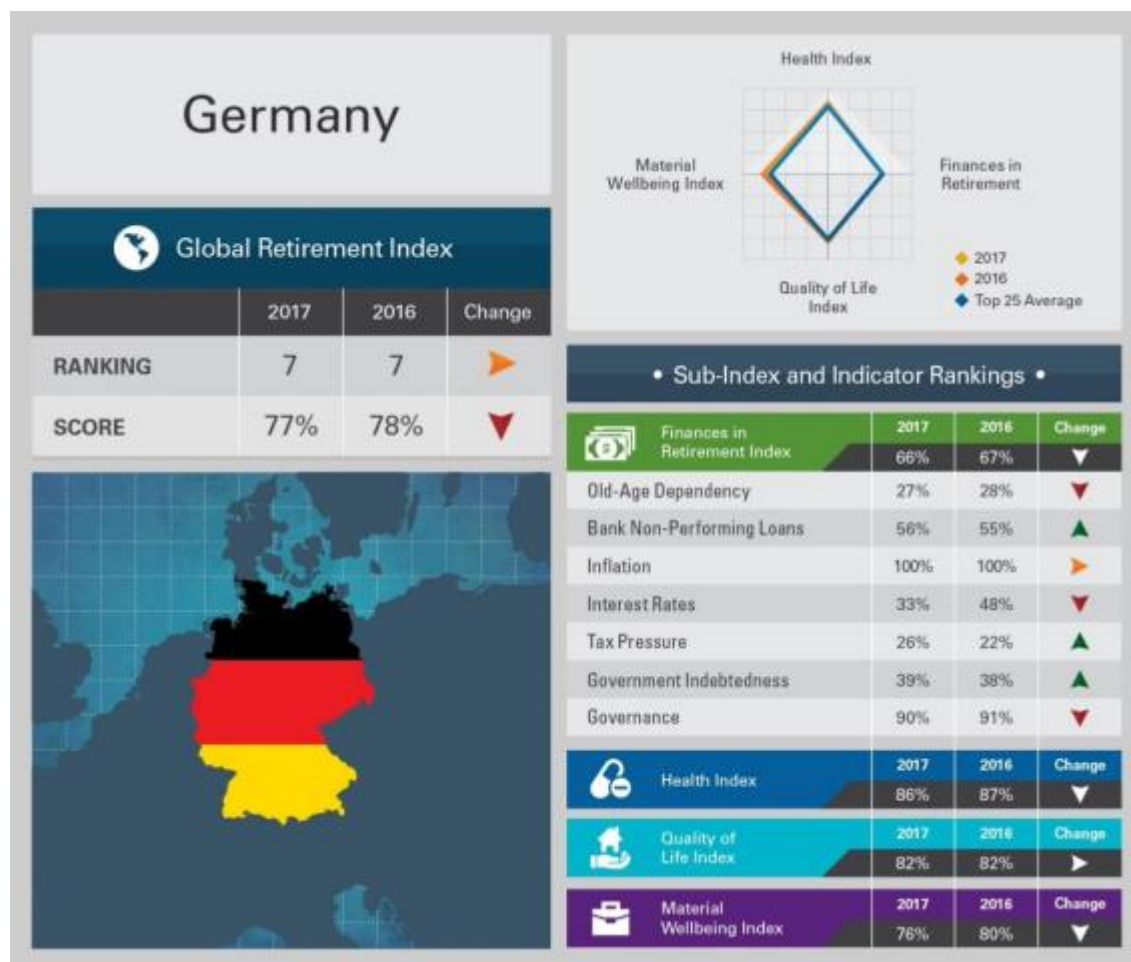 Germany
Global Retirement Index
2017 2016 Change
RANKING 7 7
SCORE 77% 78%
Health Index
Material
Wellbeing Index
Finances in
Retirement
Quality of Life
Index
2017
2016
Top 25 Average
• Sub-Index and Indicator Rankings •
Finances in
Retirement Index
2017 2016 Change
66% 67%
Old-Age Dependency 27% 28%
Bank Non-Performing Loans 56% 55%
Inflation 100% 100%
Interest Rates 33% 48%
Tax Pressure 26% 22%
Government Indebtedness 39% 38%
Governance 90% 91%
Health Index
2017 2016 Change
86% 87%
Quality of
Life Index
2017 2016 Change
82% 82%
Material
Wellbeing Index
2017 2016 Change
76% 80%